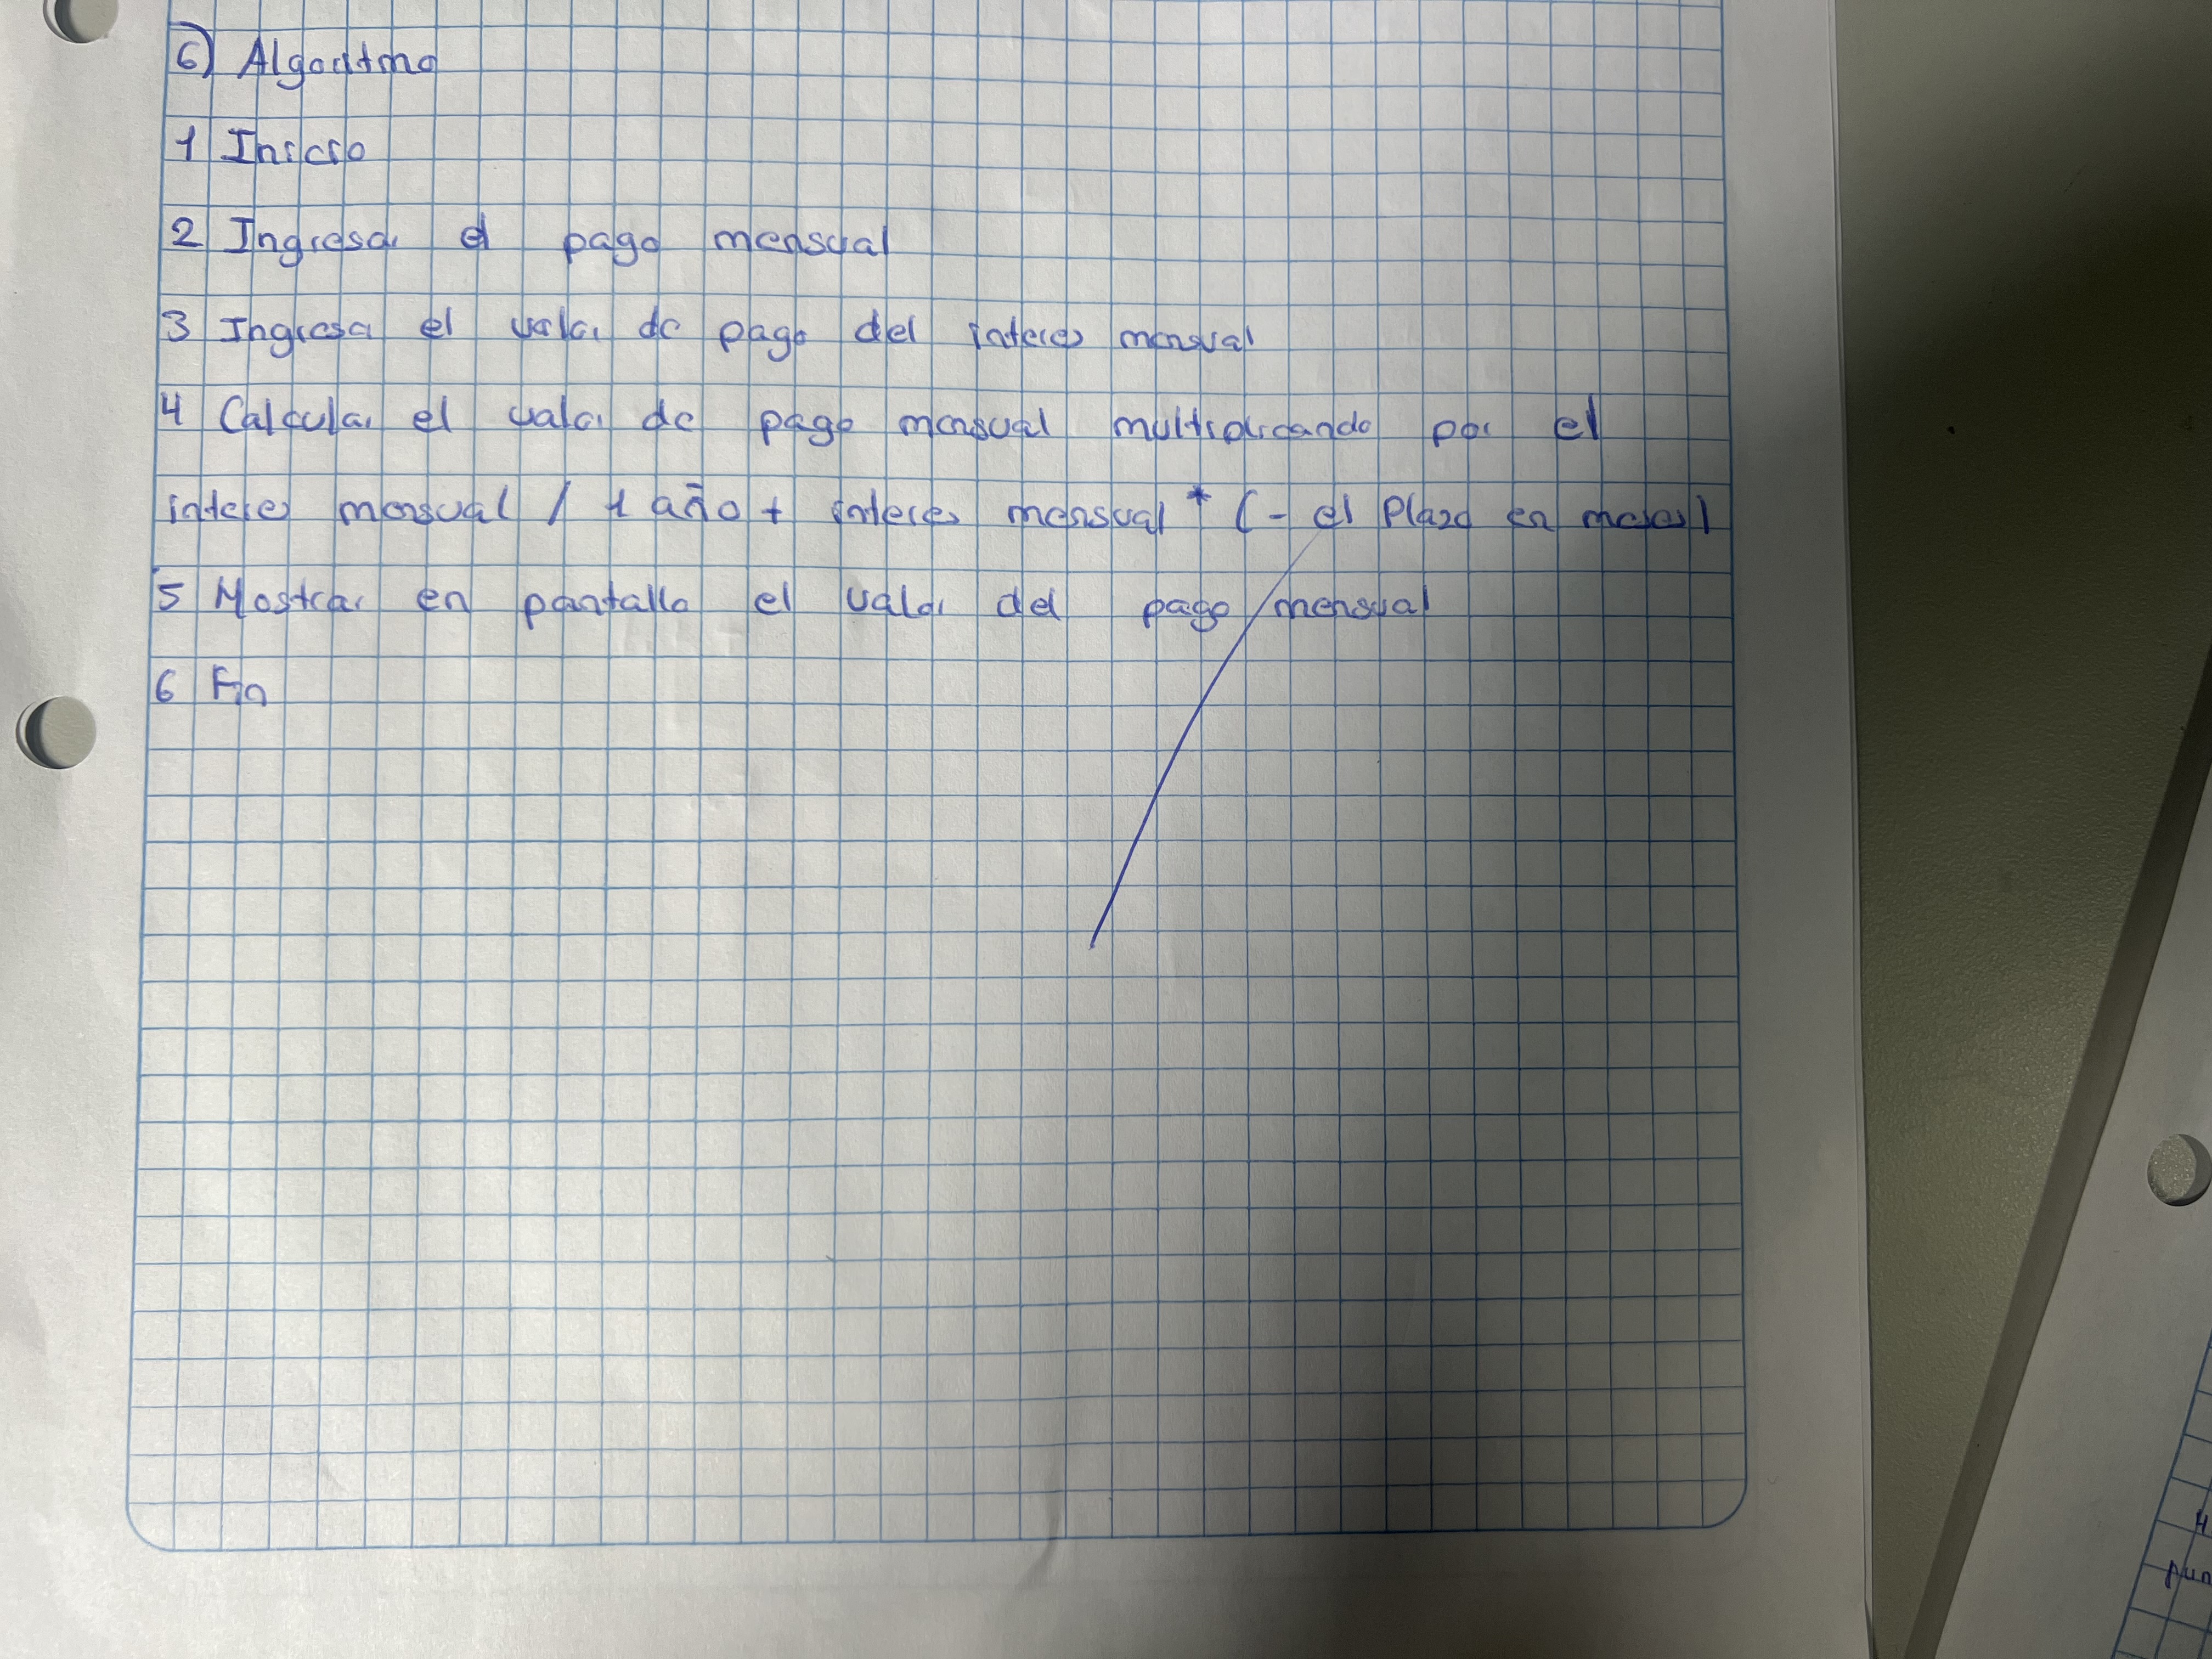 6) Algoritmo
1 Inicio
2 Ingresar el pago mensual
3 Ingresar el valor de pago del interes mensual
4 Calcular el valor de pago mensual multiplicando por el
interes mensual / 1 año + interes mensual * (- el plazo en meses)
5 Mostrar en pantalla el valor del pago mensual
6 Fin
4